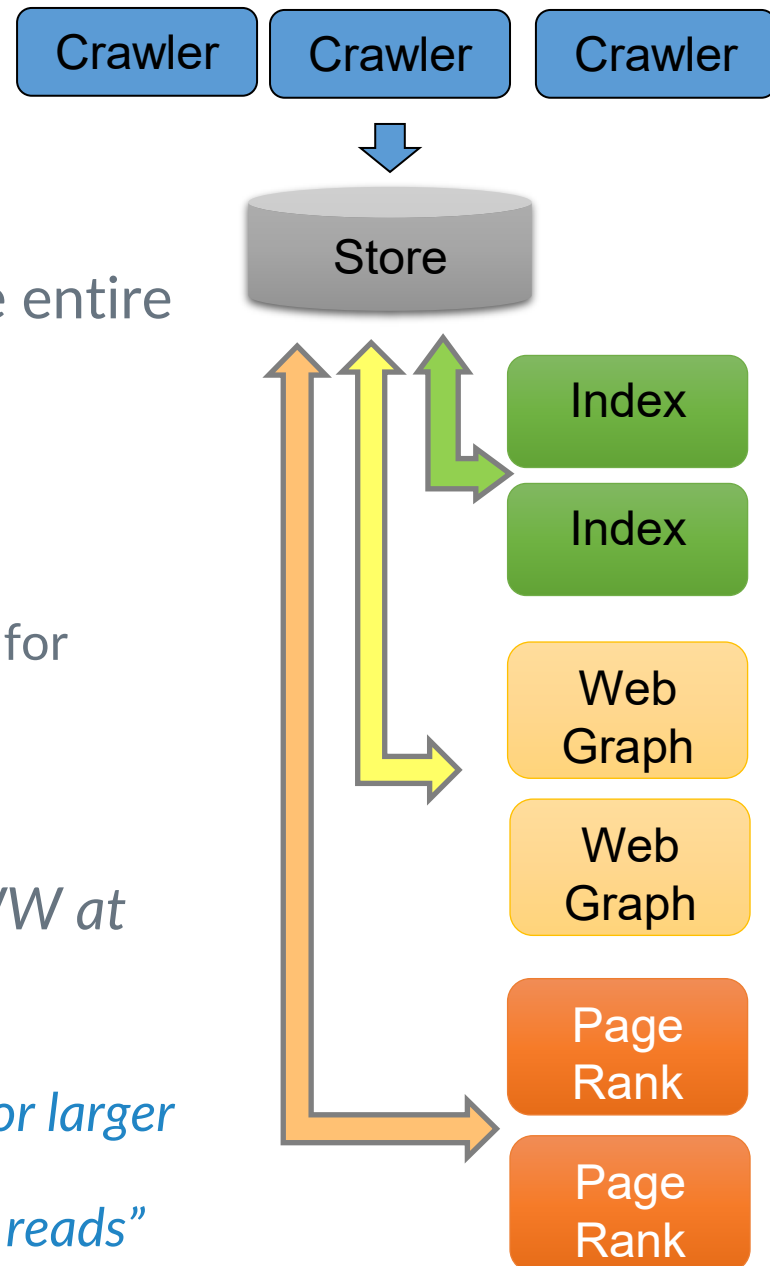 Crawler Crawler Crawler
Store
e entire
Index
Index
for
Web
Graph
Web
Graph
VW at
Page
Rank
or larger
Page
Rank
reads”